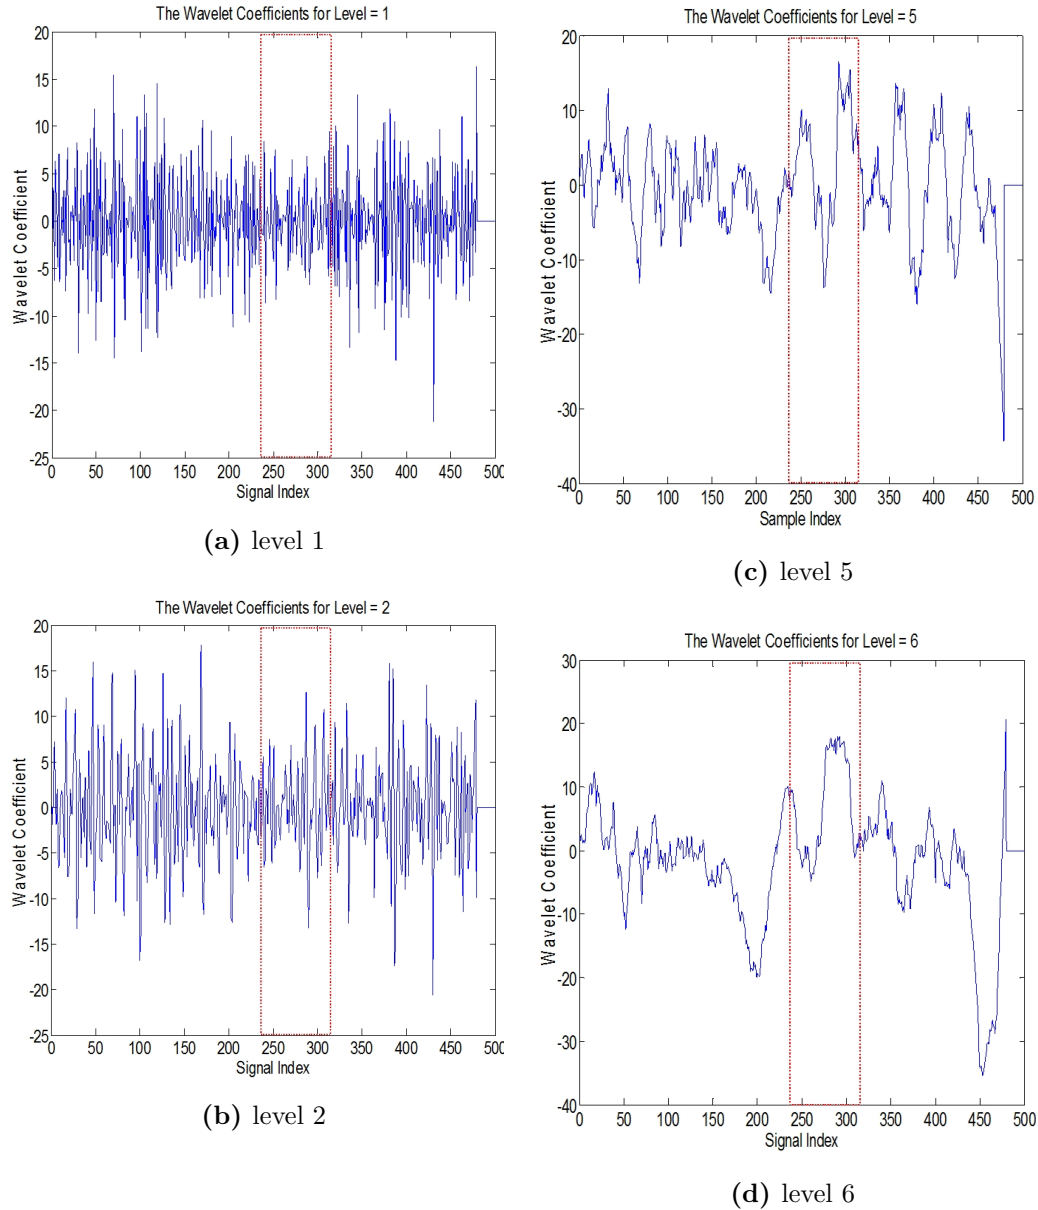 The Wavelet Coefficients for Level = 1
20
15
10
5
0
-5
-10
-15
-20
-25
Wavelet Coefficient
0 50 100 150 200 250 300 350 400 450 500
Signal Index
(a) level 1
The Wavelet Coefficients for Level = 2
20
15
10
5
0
-5
-10
-15
-20
-25
Wavelet Coefficient
0 50 100 150 200 250 300 350 400 450 500
Signal Index
(b) level 2
The Wavelet Coefficients for Level = 5
20
10
0
-10
-20
-30
-40
Wavelet Coefficient
0 50 100 150 200 250 300 350 400 450 500
Sample Index
(c) level 5
The Wavelet Coefficients for Level = 6
30
20
10
0
-10
-20
-30
-40
Wavelet Coefficient
0 50 100 150 200 250 300 350 400 450 500
Signal Index
(d) level 6